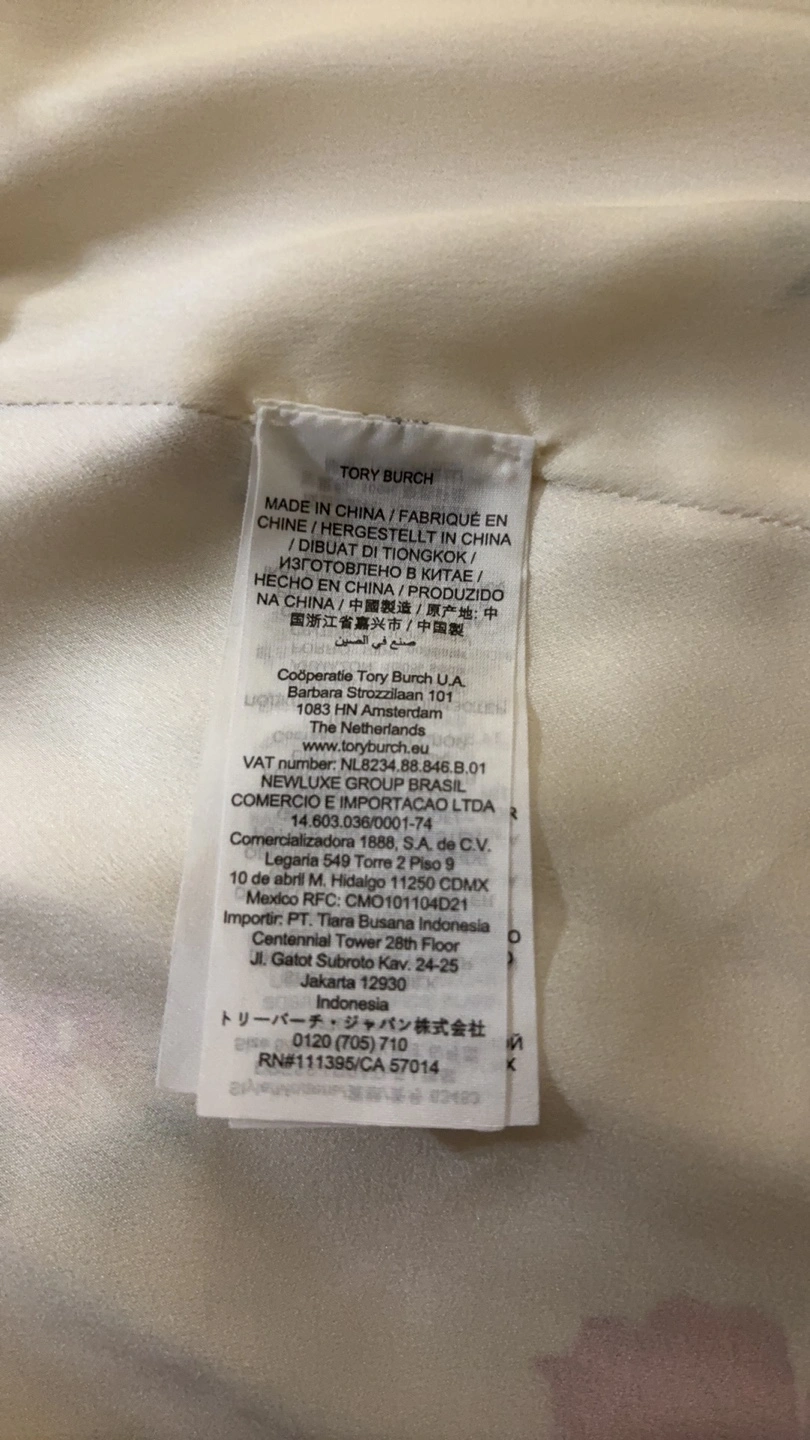 TORY BURCH
MADE IN CHINA / FABRIQUÉ EN
CHINE / HERGESTELLT IN CHINA
/ DIBUAT DI TIONGKOK /
ИЗГОТОВЛЕНО В КИТАЕ /
HECHO EN CHINA / PRODUZIDO
NA CHINA / 中國製造 / 原产地: 中
国浙江省嘉兴市 / 中国製
صنع في الصين
Coöperatie Tory Burch U.A.
Barbara Strozzilaan 101
1083 HN Amsterdam
The Netherlands
www.toryburch.eu
VAT number: NL8234.88.846.B.01
NEWLUXE GROUP BRASIL
COMERCIO E IMPORTACAO LTDA
14.603.036/0001-74
Comercializadora 1888, S.A. de C.V.
Legaria 549 Torre 2 Piso 9
10 de abril M. Hidalgo 11250 CDMX
Mexico RFC: CMO101104D21
Importir: PT. Tiara Busana Indonesia
Centennial Tower 28th Floor
Jl. Gatot Subroto Kav. 24-25
Jakarta 12930
Indonesia
トリーバーチ・ジャパン株式会社
0120 (705) 710
RN#111395/CA 57014